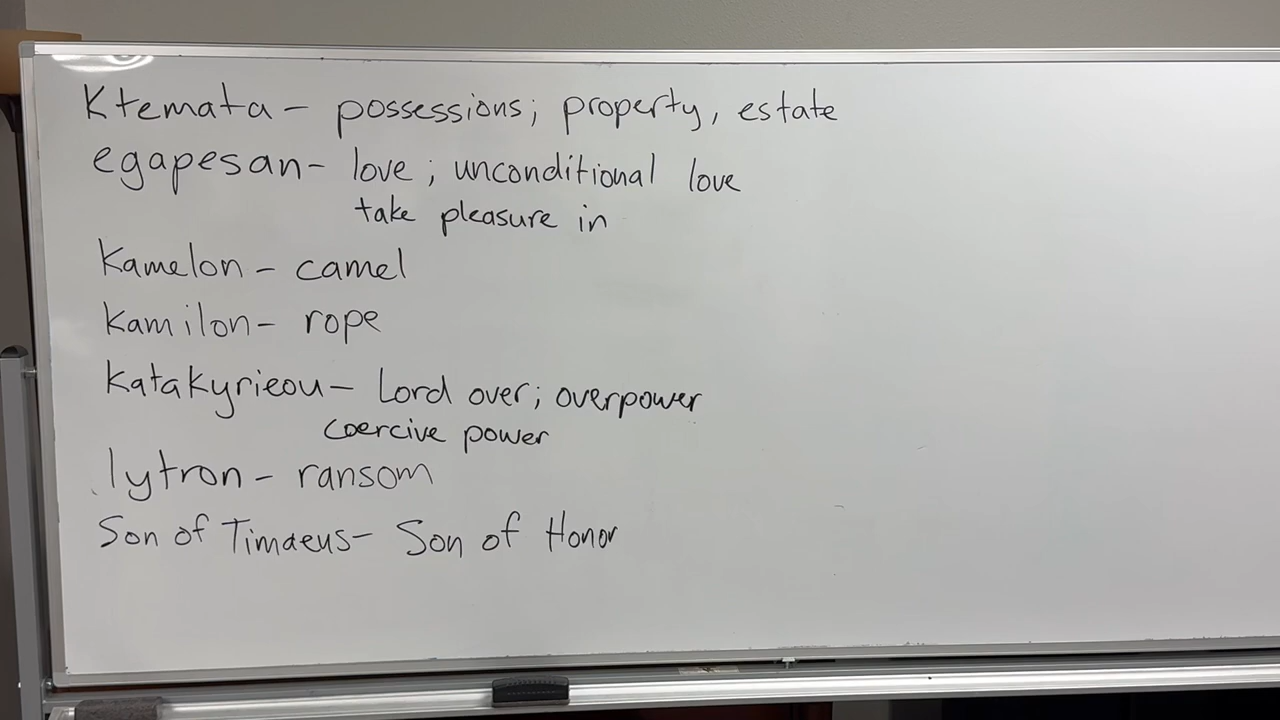 Ktemata – possessions; property, estate
egapesan – love; unconditional love
take pleasure in
Kamelon – camel
Kamilon – rope
Katakyrieou – Lord over; overpower
coercive power
lytron – ransom
Son of Timaeus – Son of Honor